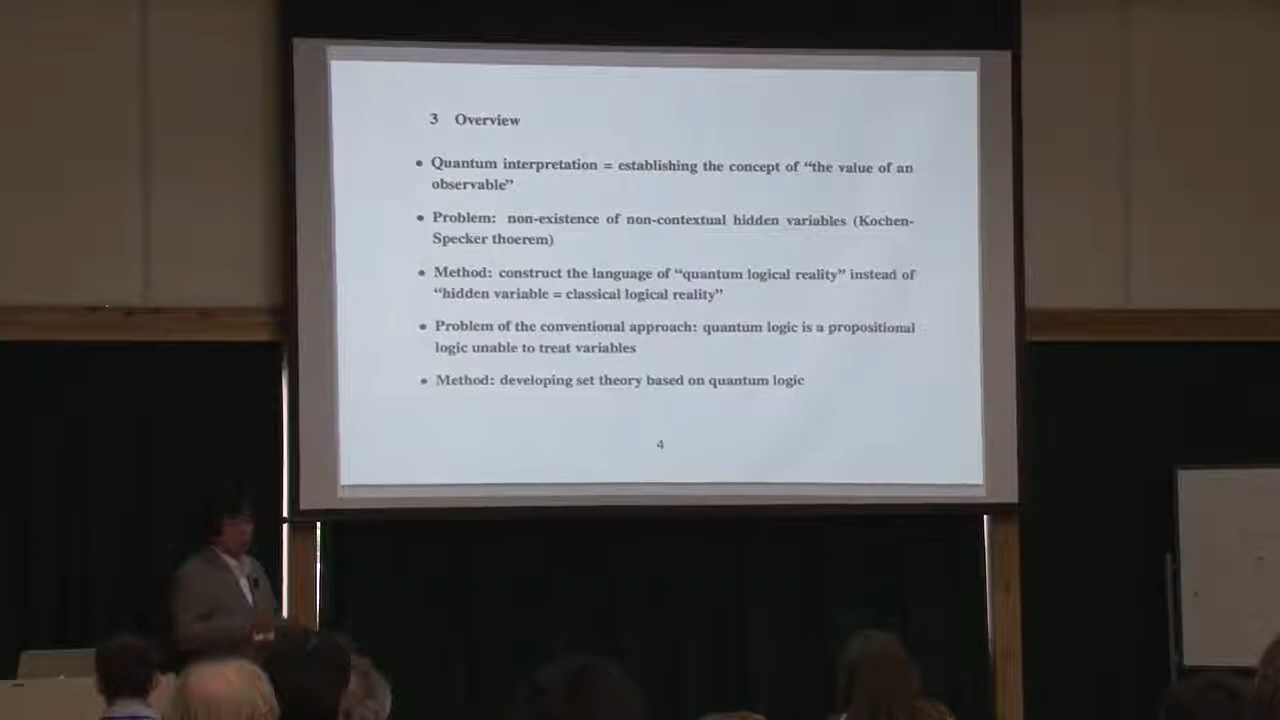 3 Overview
• Quantum interpretation = establishing the concept of “the value of an
observable”
• Problem: non-existence of non-contextual hidden variables (Kochen-
Specker thoerem)
• Method: construct the language of “quantum logical reality” instead of
“hidden variable = classical logical reality”
• Problem of the conventional approach: quantum logic is a propositional
logic unable to treat variables
• Method: developing set theory based on quantum logic
4